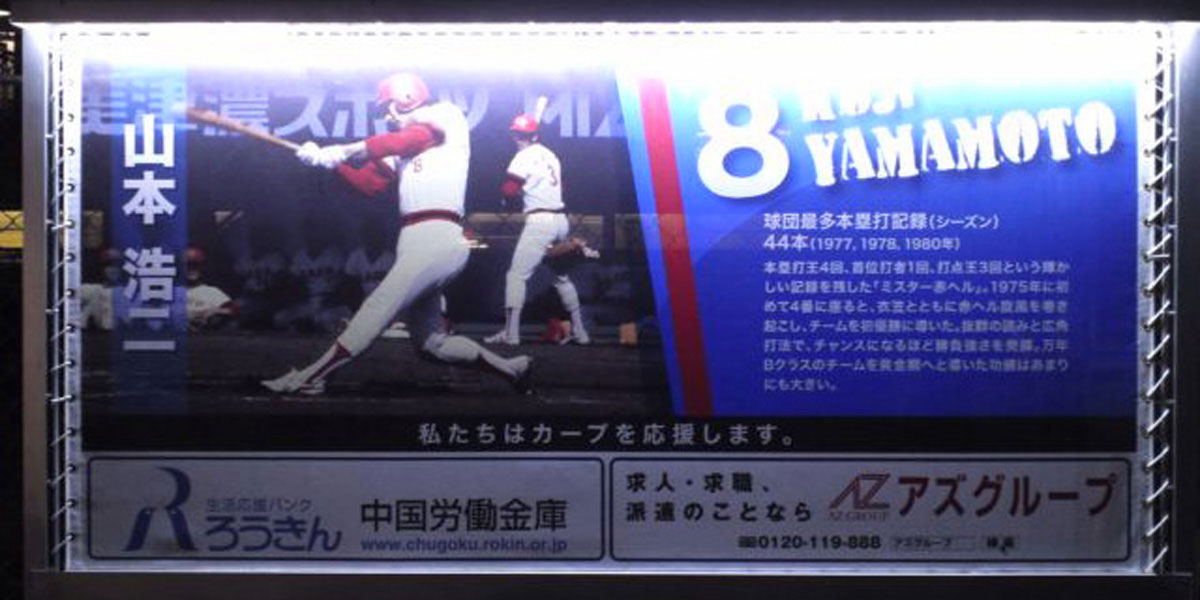 山本 浩二
8
KOJI
YAMAMOTO
球団最多本塁打記録(シーズン)
44本(1977, 1978, 1980年)
本塁打王4回、首位打者1回、打点王3回という輝か
しい記録を残した「ミスター赤ヘル」。1975年に初
めて4番に座ると、衣笠とともに赤ヘル旋風を巻き
起こし、チームを初優勝に導いた。抜群の読みと広角
打法で、チャンスになるほど勝負強さを発揮。万年
Bクラスのチームを黄金期へと導いた功績はあまり
にも大きい。
私たちはカープを応援します。
生活応援バンク
ろうきん
中国労働金庫
www.chugoku.rokin.or.jp
求人・求職、
派遣のことなら
AZ GROUP
アズグループ
0120-119-888
アズグループ 検索